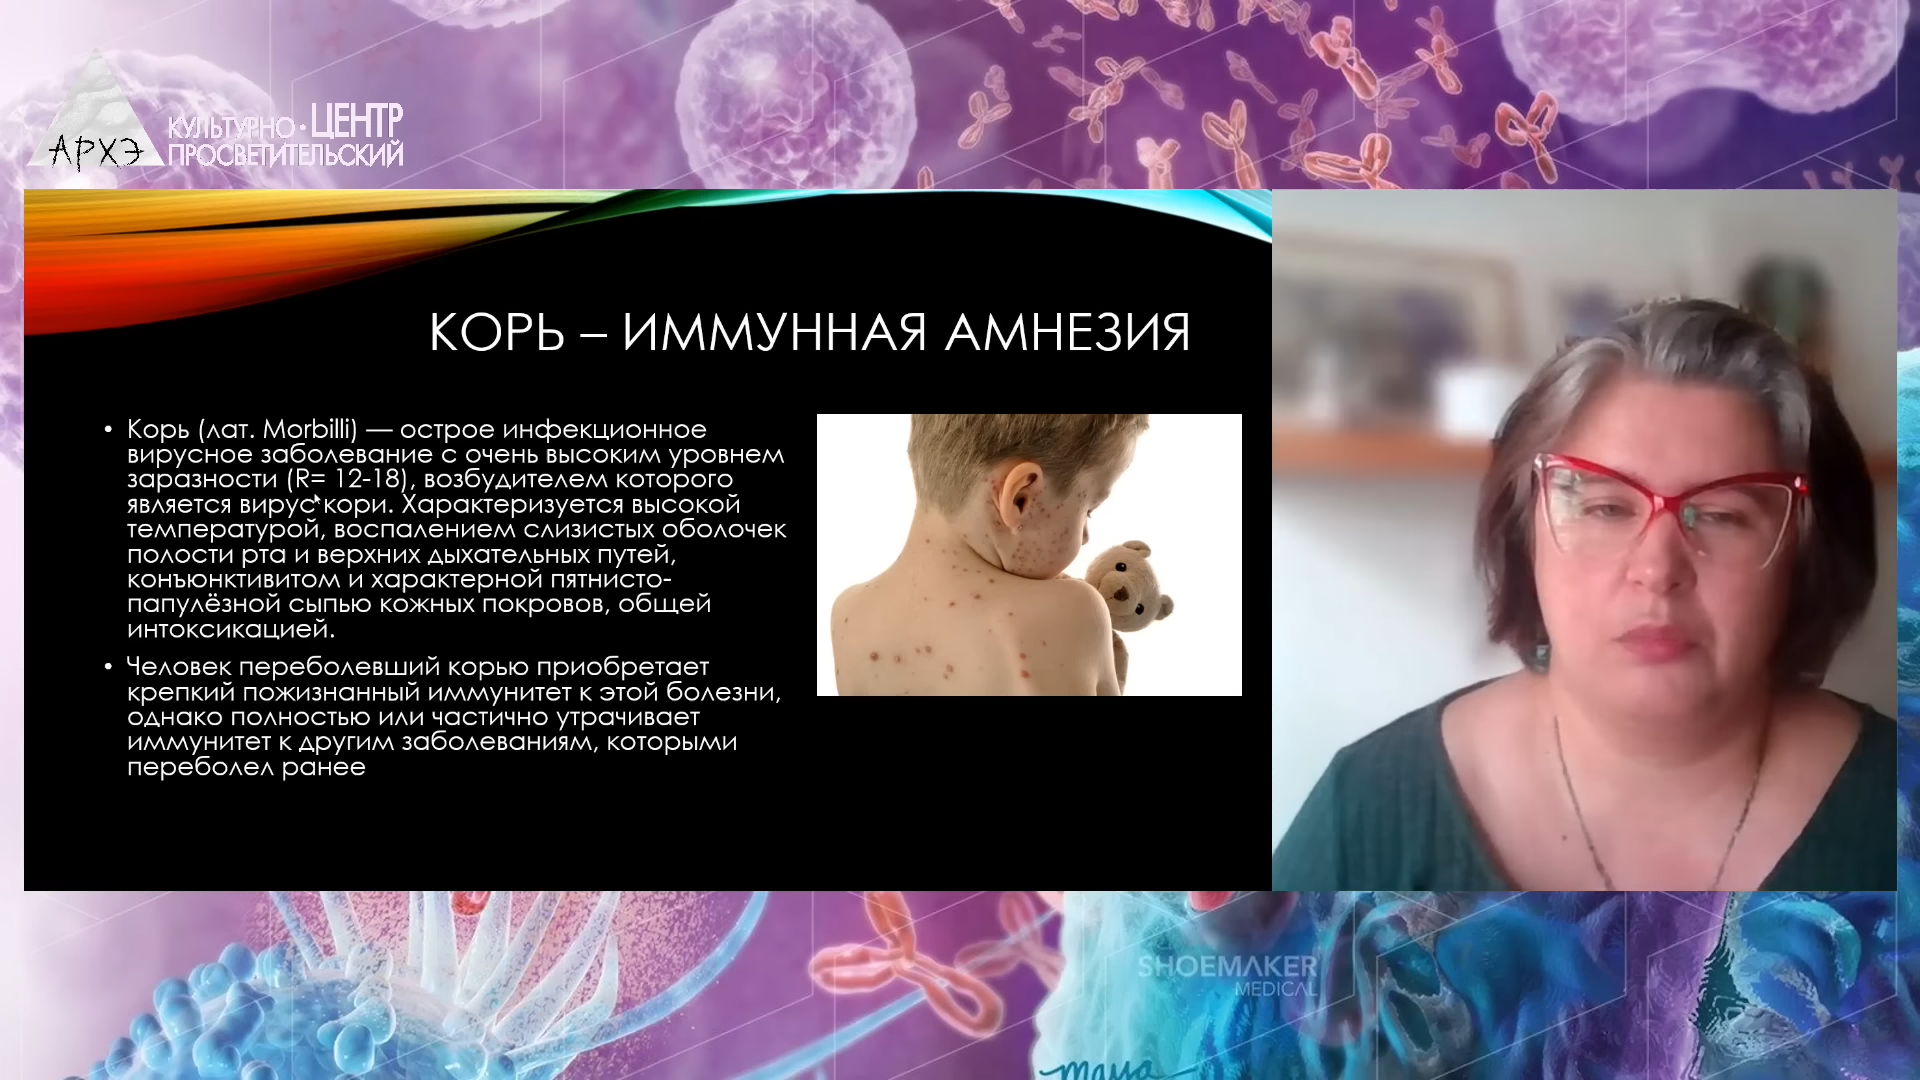 АРХЭ
КУЛЬТУРНО · ЦЕНТР
ПРОСВЕТИТЕЛЬСКИЙ
КОРЬ – ИММУННАЯ АМНЕЗИЯ
• Корь (лат. Morbilli) — острое инфекционное
вирусное заболевание с очень высоким уровнем
заразности (R= 12-18), возбудителем которого
является вирус кори. Характеризуется высокой
температурой, воспалением слизистых оболочек
полости рта и верхних дыхательных путей,
конъюнктивитом и характерной пятнисто-
папулёзной сыпью кожных покровов, общей
интоксикацией.
• Человек переболевший корью приобретает
крепкий пожизнанный иммунитет к этой болезни,
однако полностью или частично утрачивает
иммунитет к другим заболеваниям, которыми
переболел ранее
SHOEMAKER
MEDICAL